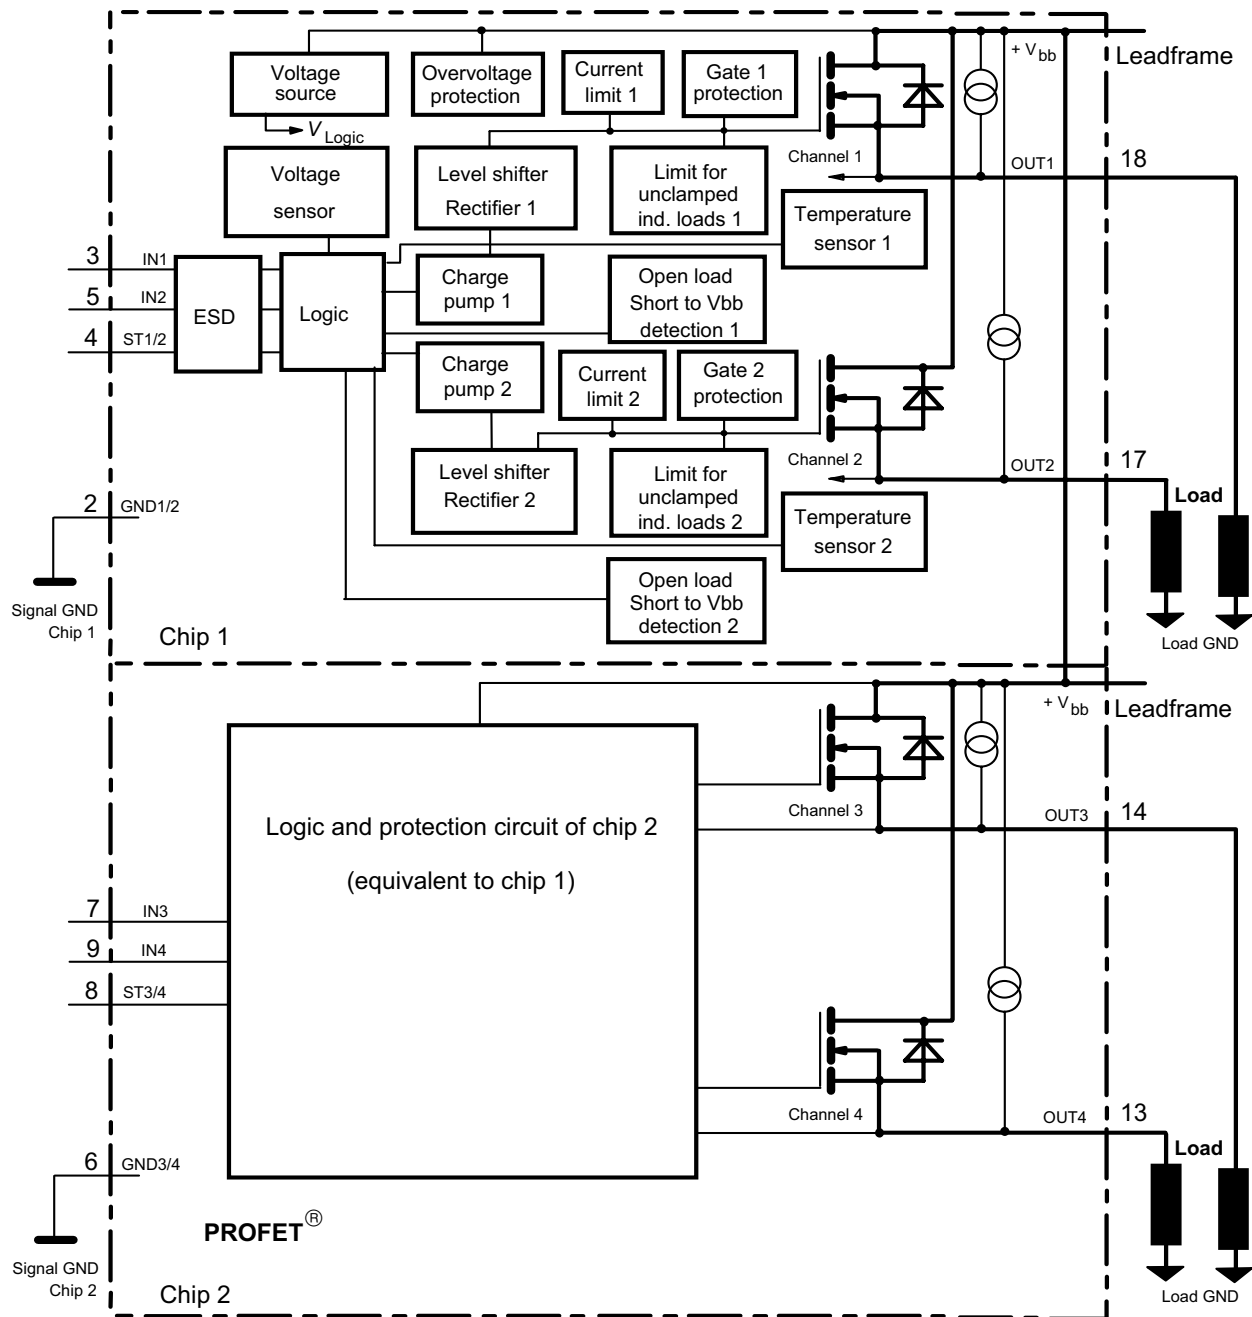 + V bb
Leadframe
Voltage
source
Overvoltage
protection
Current
limit 1
Gate 1
protection
V Logic
Voltage
sensor
Level shifter
Rectifier 1
Limit for
unclamped
ind. loads 1
Channel 1
OUT1
18
Temperature
sensor 1
3
IN1
5
IN2
4
ST1/2
ESD
Logic
Charge
pump 1
Open load
Short to Vbb
detection 1
Charge
pump 2
Current
limit 2
Gate 2
protection
Level shifter
Rectifier 2
Limit for
unclamped
ind. loads 2
Channel 2
OUT2
17
Load
Temperature
sensor 2
2
GND1/2
Open load
Short to Vbb
detection 2
Signal GND
Chip 1
Chip 1
Load GND
+ V bb
Leadframe
Logic and protection circuit of chip 2
(equivalent to chip 1)
Channel 3
OUT3
14
7
IN3
9
IN4
8
ST3/4
Channel 4
OUT4
13
Load
6
GND3/4
PROFET®
Signal GND
Chip 2
Chip 2
Load GND